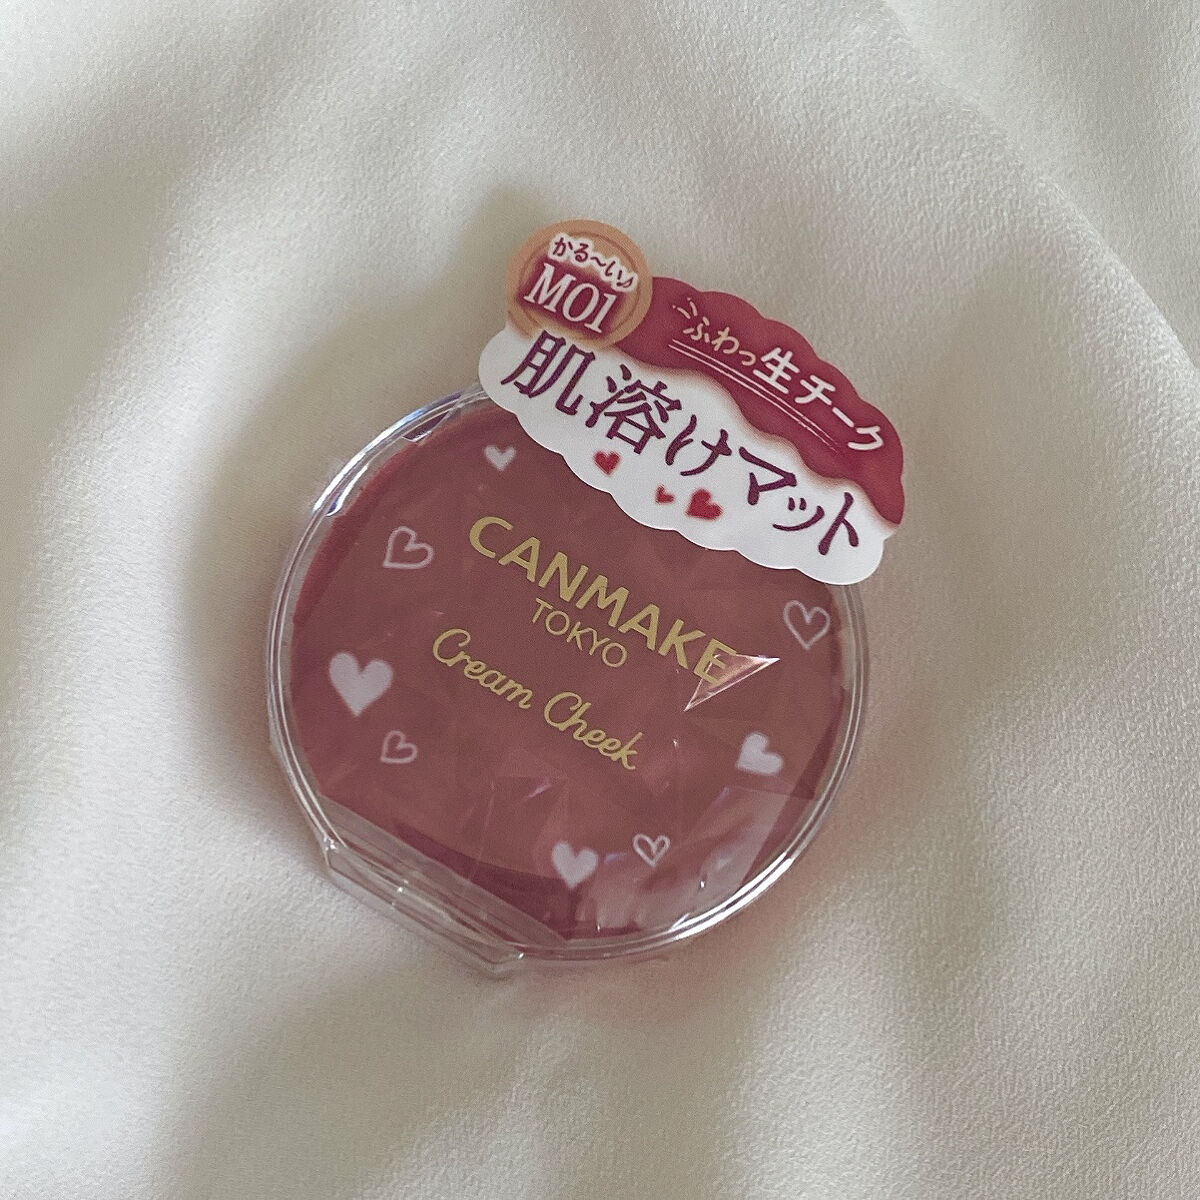 かる〜い♪
M01
ふわっ生チーク
肌溶けマット
CANMAKE
TOKYO
Cream Cheek